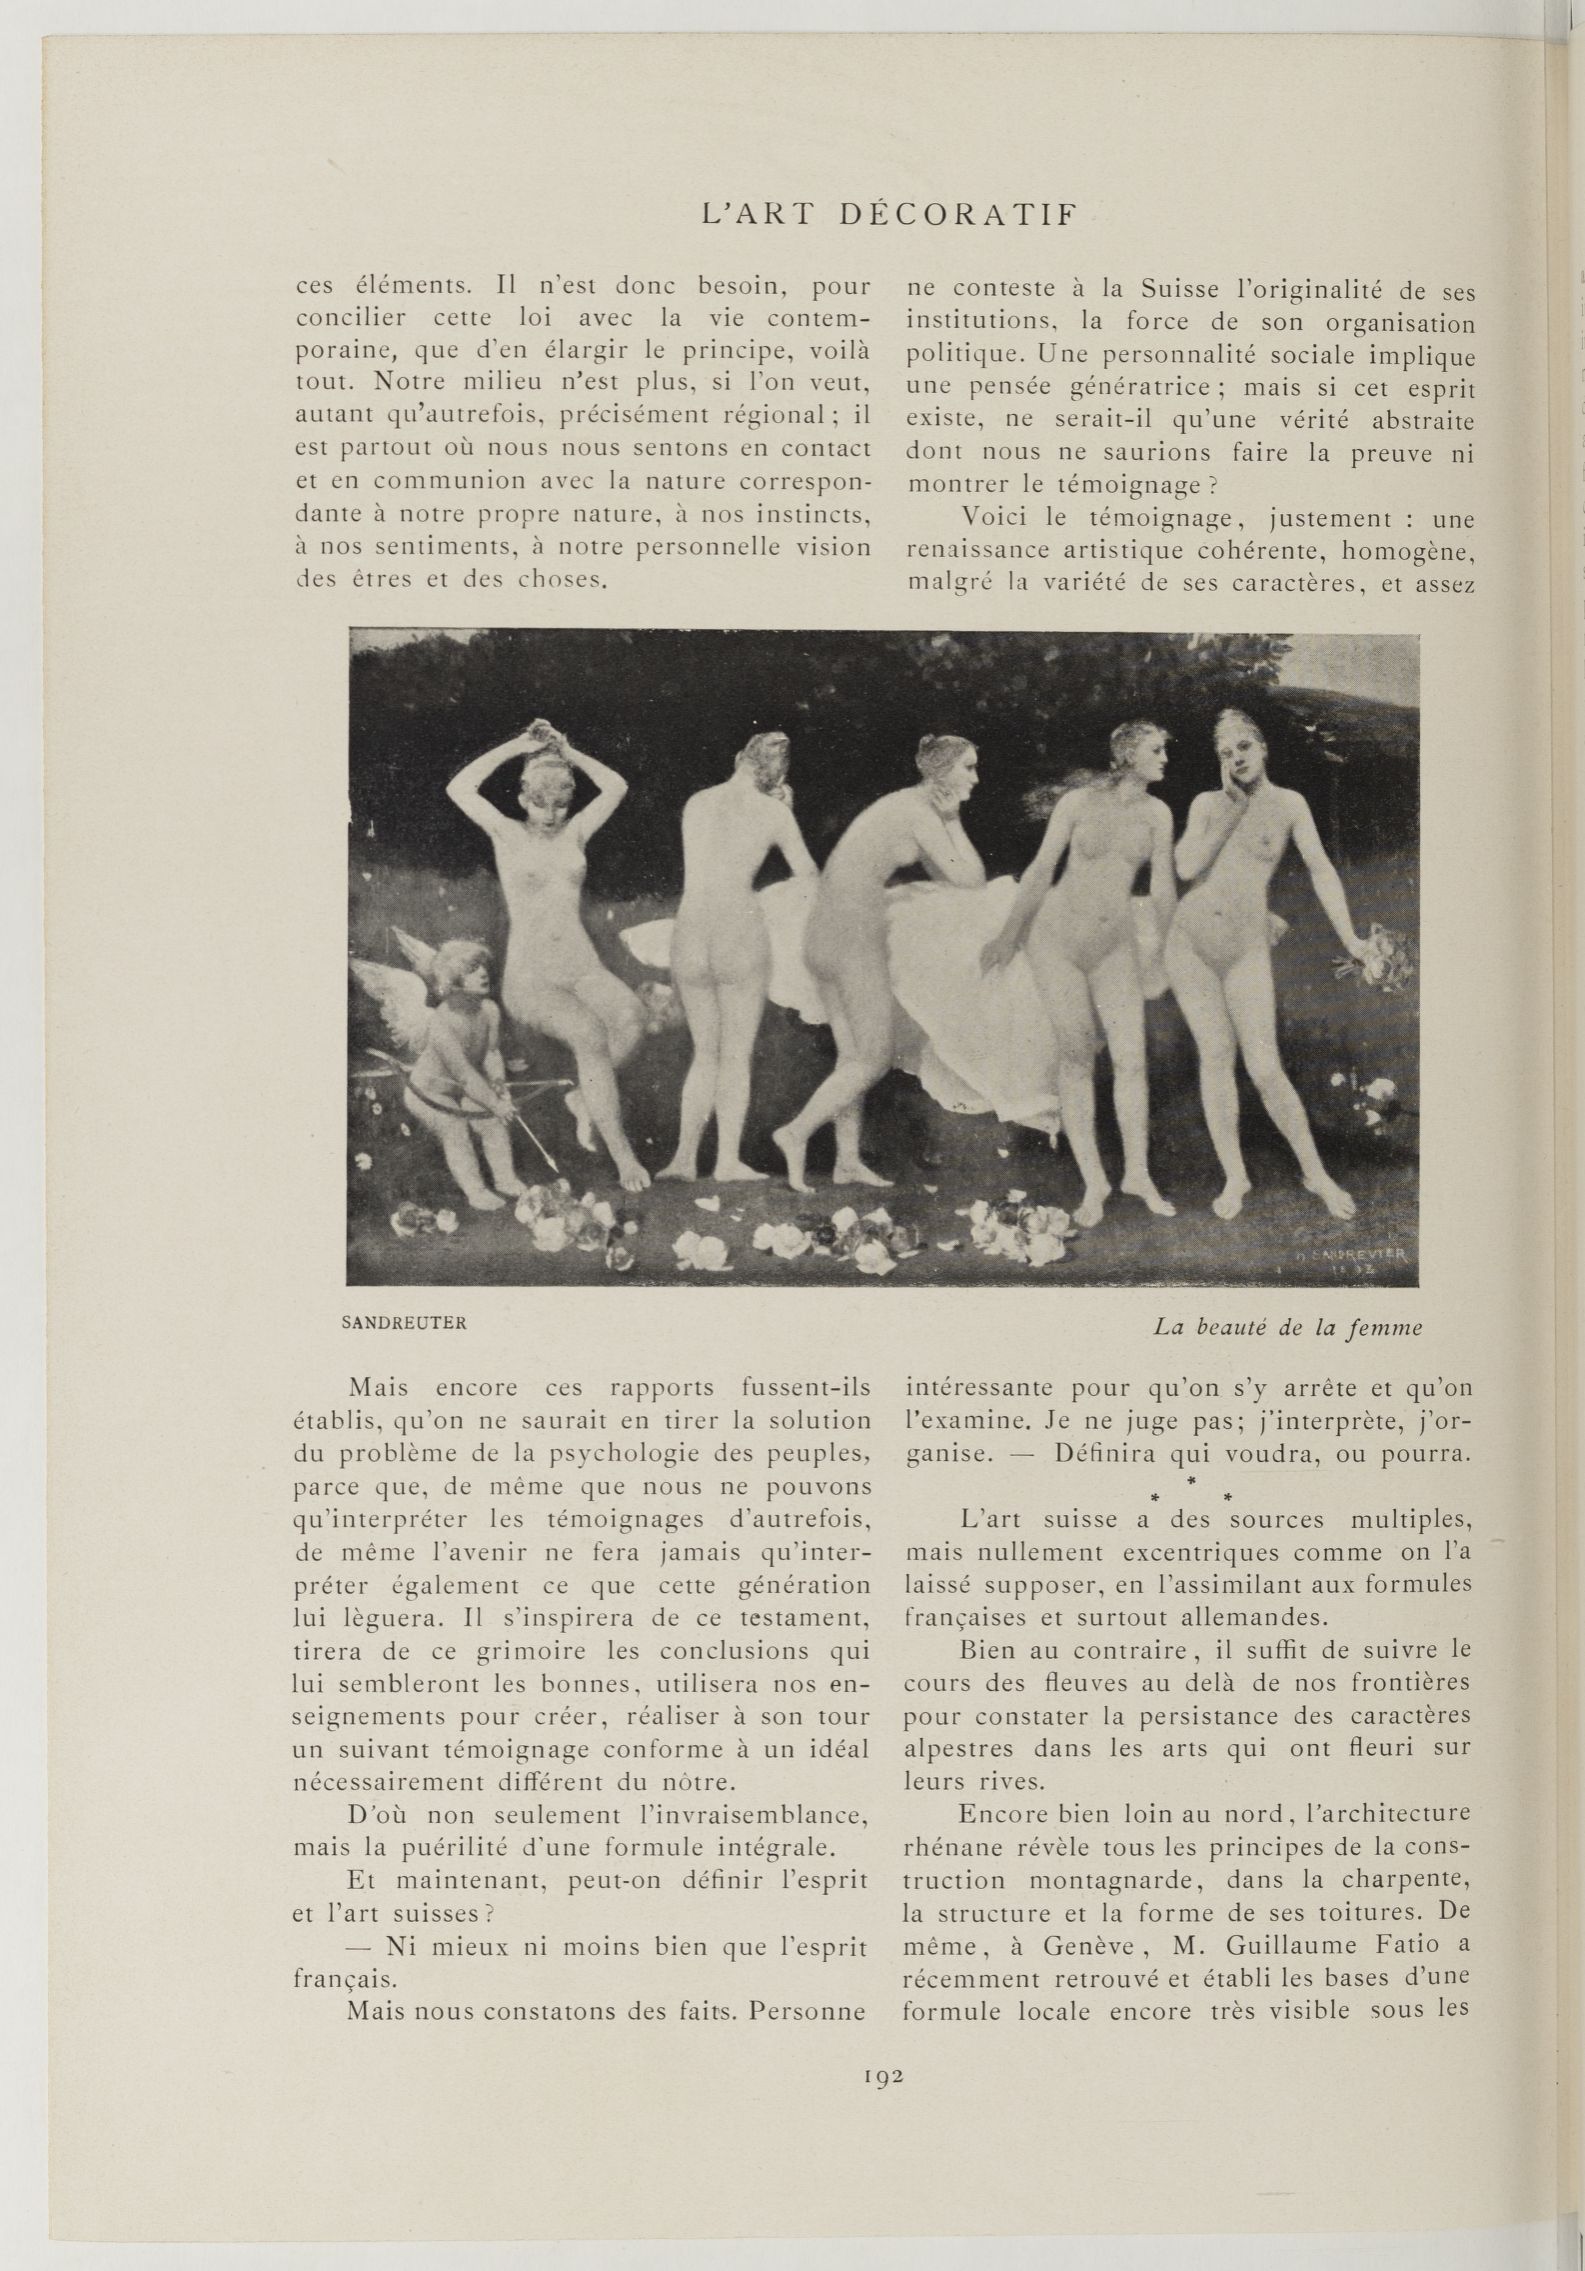 L'ART DÉCORATIF
ces éléments. Il n'est donc besoin, pour
concilier cette loi avec la vie contem-
poraine, que d'en élargir le principe, voilà
tout. Notre milieu n'est plus, si l'on veut,
autant qu'autrefois, précisément régional ; il
est partout où nous nous sentons en contact
et en communion avec la nature correspon-
dante à notre propre nature, à nos instincts,
à nos sentiments, à notre personnelle vision
des êtres et des choses.
ne conteste à la Suisse l'originalité de ses
institutions, la force de son organisation
politique. Une personnalité sociale implique
une pensée génératrice ; mais si cet esprit
existe, ne serait-il qu'une vérité abstraite
dont nous ne saurions faire la preuve ni
montrer le témoignage ?
Voici le témoignage, justement : une
renaissance artistique cohérente, homogène,
malgré la variété de ses caractères, et assez
SANDREUTER
SANDREUTER
La beauté de la femme
Mais encore ces rapports fussent-ils
établis, qu'on ne saurait en tirer la solution
du problème de la psychologie des peuples,
parce que, de même que nous ne pouvons
qu'interpréter les témoignages d'autrefois,
de même l'avenir ne fera jamais qu'inter-
préter également ce que cette génération
lui lèguera. Il s'inspirera de ce testament,
tirera de ce grimoire les conclusions qui
lui sembleront les bonnes, utilisera nos en-
seignements pour créer, réaliser à son tour
un suivant témoignage conforme à un idéal
nécessairement différent du nôtre.
D'où non seulement l'invraisemblance,
mais la puérilité d'une formule intégrale.
Et maintenant, peut-on définir l'esprit
et l'art suisses ?
— Ni mieux ni moins bien que l'esprit
français.
Mais nous constatons des faits. Personne
intéressante pour qu'on s'y arrête et qu'on
l'examine. Je ne juge pas; j'interprète, j'or-
ganise. — Définira qui voudra, ou pourra.
*
* *
L'art suisse a des sources multiples,
mais nullement excentriques comme on l'a
laissé supposer, en l'assimilant aux formules
françaises et surtout allemandes.
Bien au contraire, il suffit de suivre le
cours des fleuves au delà de nos frontières
pour constater la persistance des caractères
alpestres dans les arts qui ont fleuri sur
leurs rives.
Encore bien loin au nord, l'architecture
rhénane révèle tous les principes de la cons-
truction montagnarde, dans la charpente,
la structure et la forme de ses toitures. De
même, à Genève, M. Guillaume Fatio a
récemment retrouvé et établi les bases d'une
formule locale encore très visible sous les
192